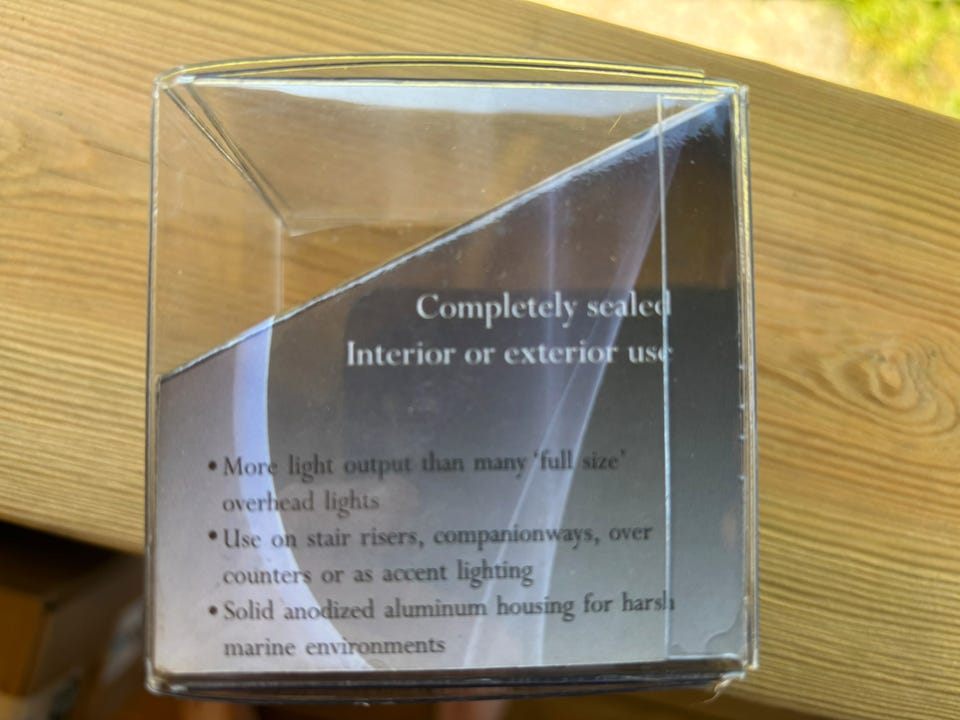 Completely sealed
Interior or exterior use
• More light output than many 'full size'
overhead lights
• Use on stair risers, companionways, over
counters or as accent lighting
• Solid anodized aluminum housing for harsh
marine environments